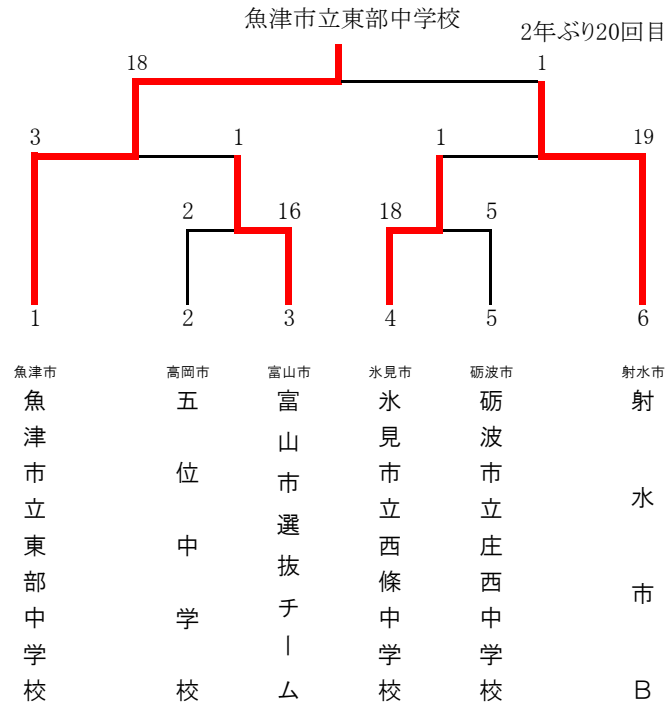 魚津市立東部中学校
2年ぶり20回目
18 1
3 1 1 19
2 16 18 5
1 2 3 4 5 6
魚津市 高岡市 富山市 氷見市 砺波市 射水市
魚津市立東部中学校
五位中学校
富山市選抜チーム
氷見市立西條中学校
砺波市立庄西中学校
射水市B